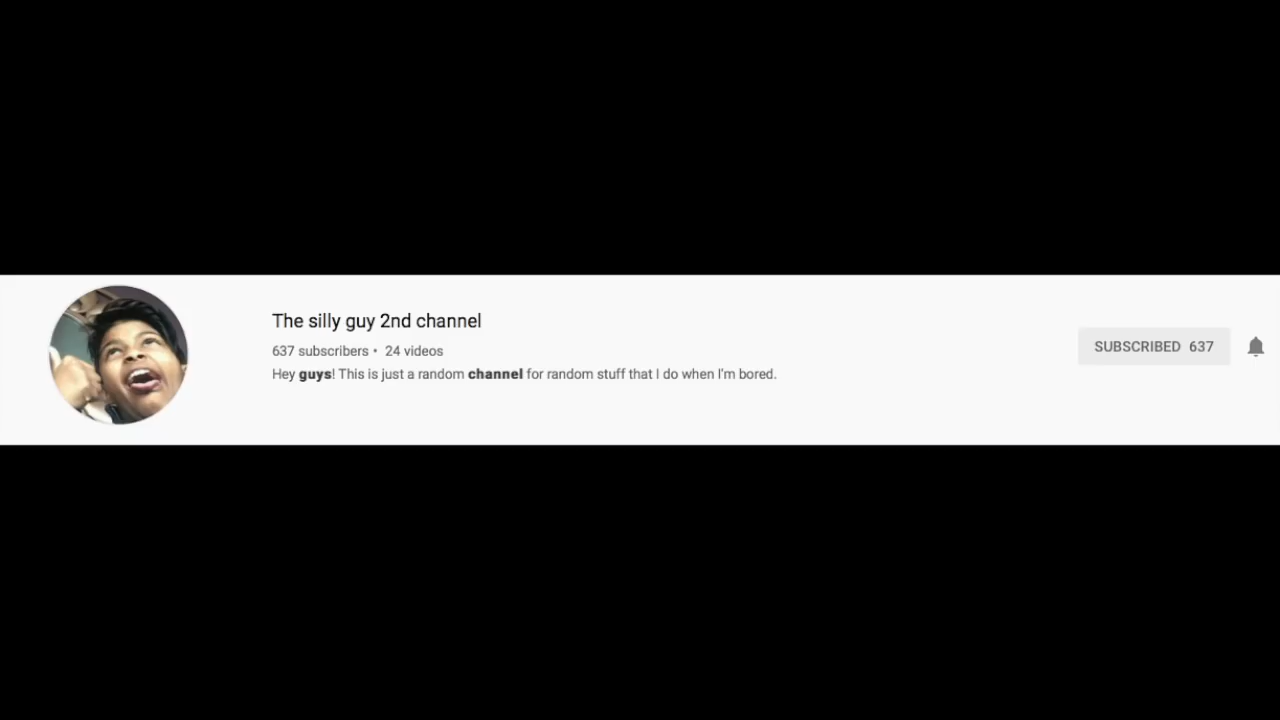 The silly guy 2nd channel
637 subscribers • 24 videos
Hey guys! This is just a random channel for random stuff that I do when I'm bored.
SUBSCRIBED 637